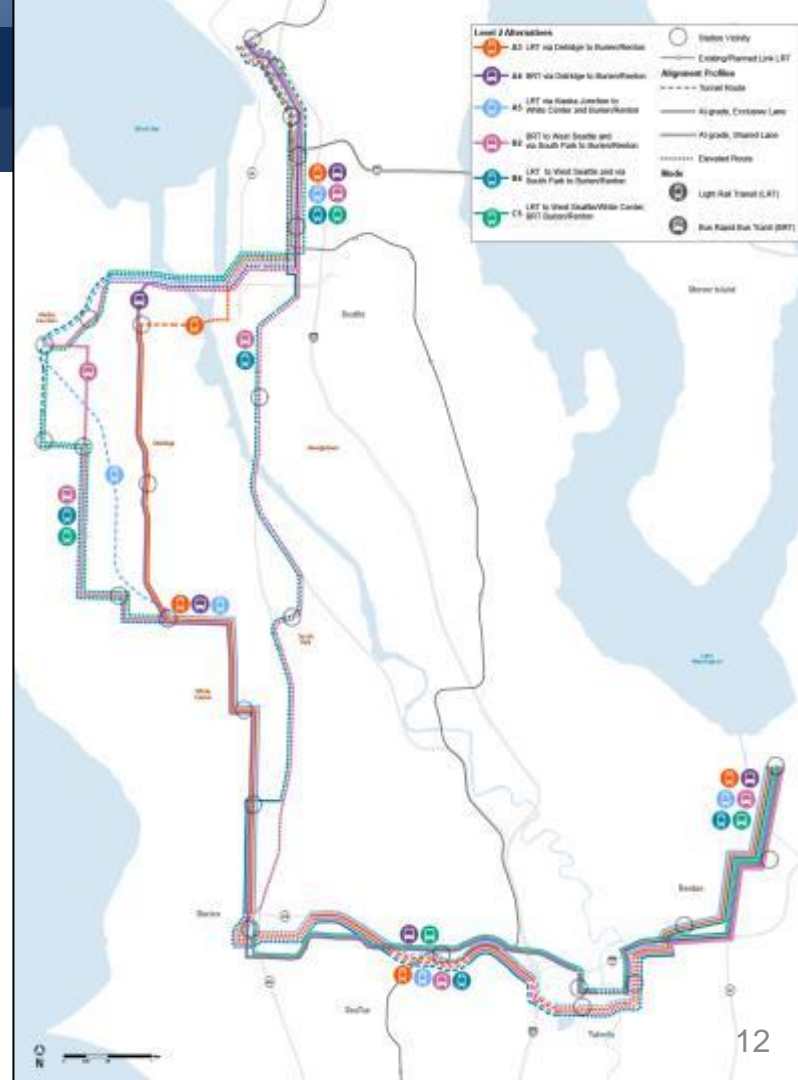 Level 2 Alternatives
A3 LRT via Delridge to Burien/Renton
A4 BRT via Delridge to Burien/Renton
A5 LRT via Alaska Junction to
White Center and Burien/Renton
BRT to West Seattle and
via South Park to Burien/Renton
B4 LRT to West Seattle and via
South Park to Burien/Renton
C5 LRT to West Seattle/White Center,
BRT Burien/Renton
Station Vicinity
Existing/Planned Link LRT
Alignment Profiles
Tunnel Route
At-grade, Exclusive Lane
At-grade, Shared Lane
Elevated Route
Mode
Light Rail Transit (LRT)
Bus Rapid Transit (BRT)
Mercer Island
Seattle
Delridge
Georgetown
South
Park
White
Center
Lake
Washington
Burien
Renton
SeaTac
Tukwila
N
12